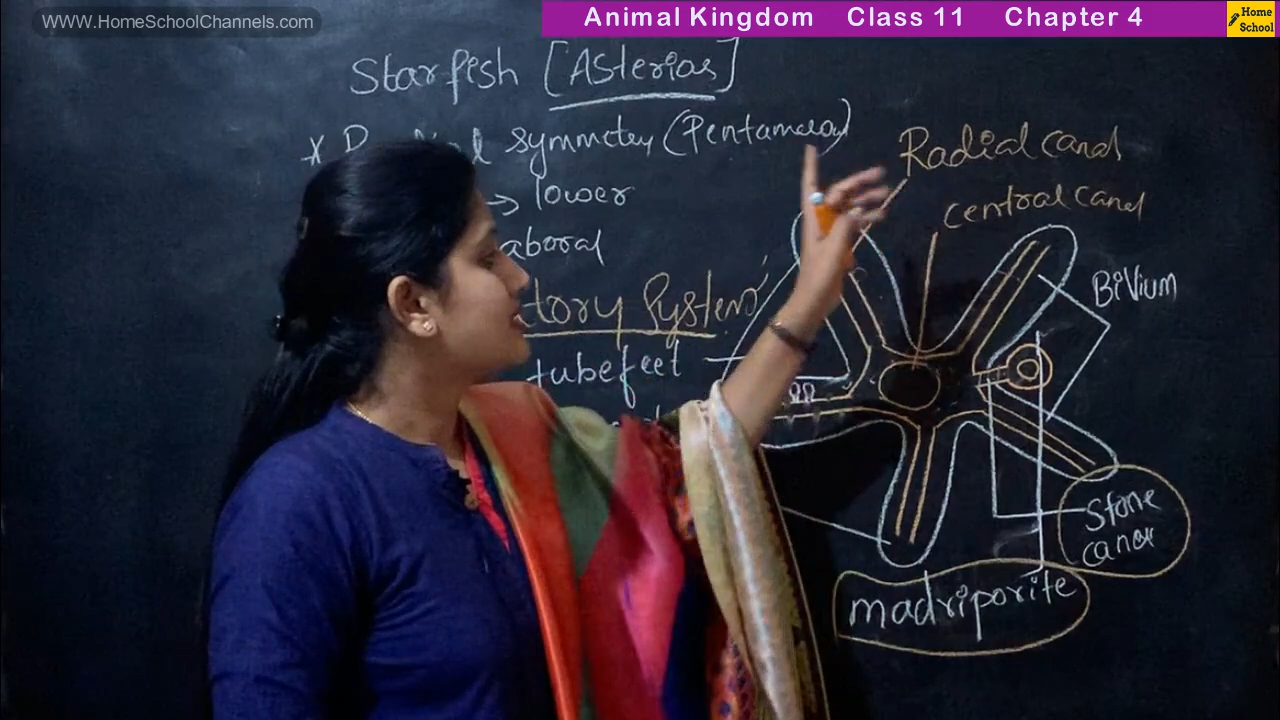 WWW.HomeSchoolChannels.com
Animal Kingdom Class 11 Chapter 4
Home
School
Starfish [Asterias]
symmetry (Pentamerous)
→ lower
aboral
tory System
tubefeet
Radial canal
central canal
BiVium
Stone
canal
madriporite